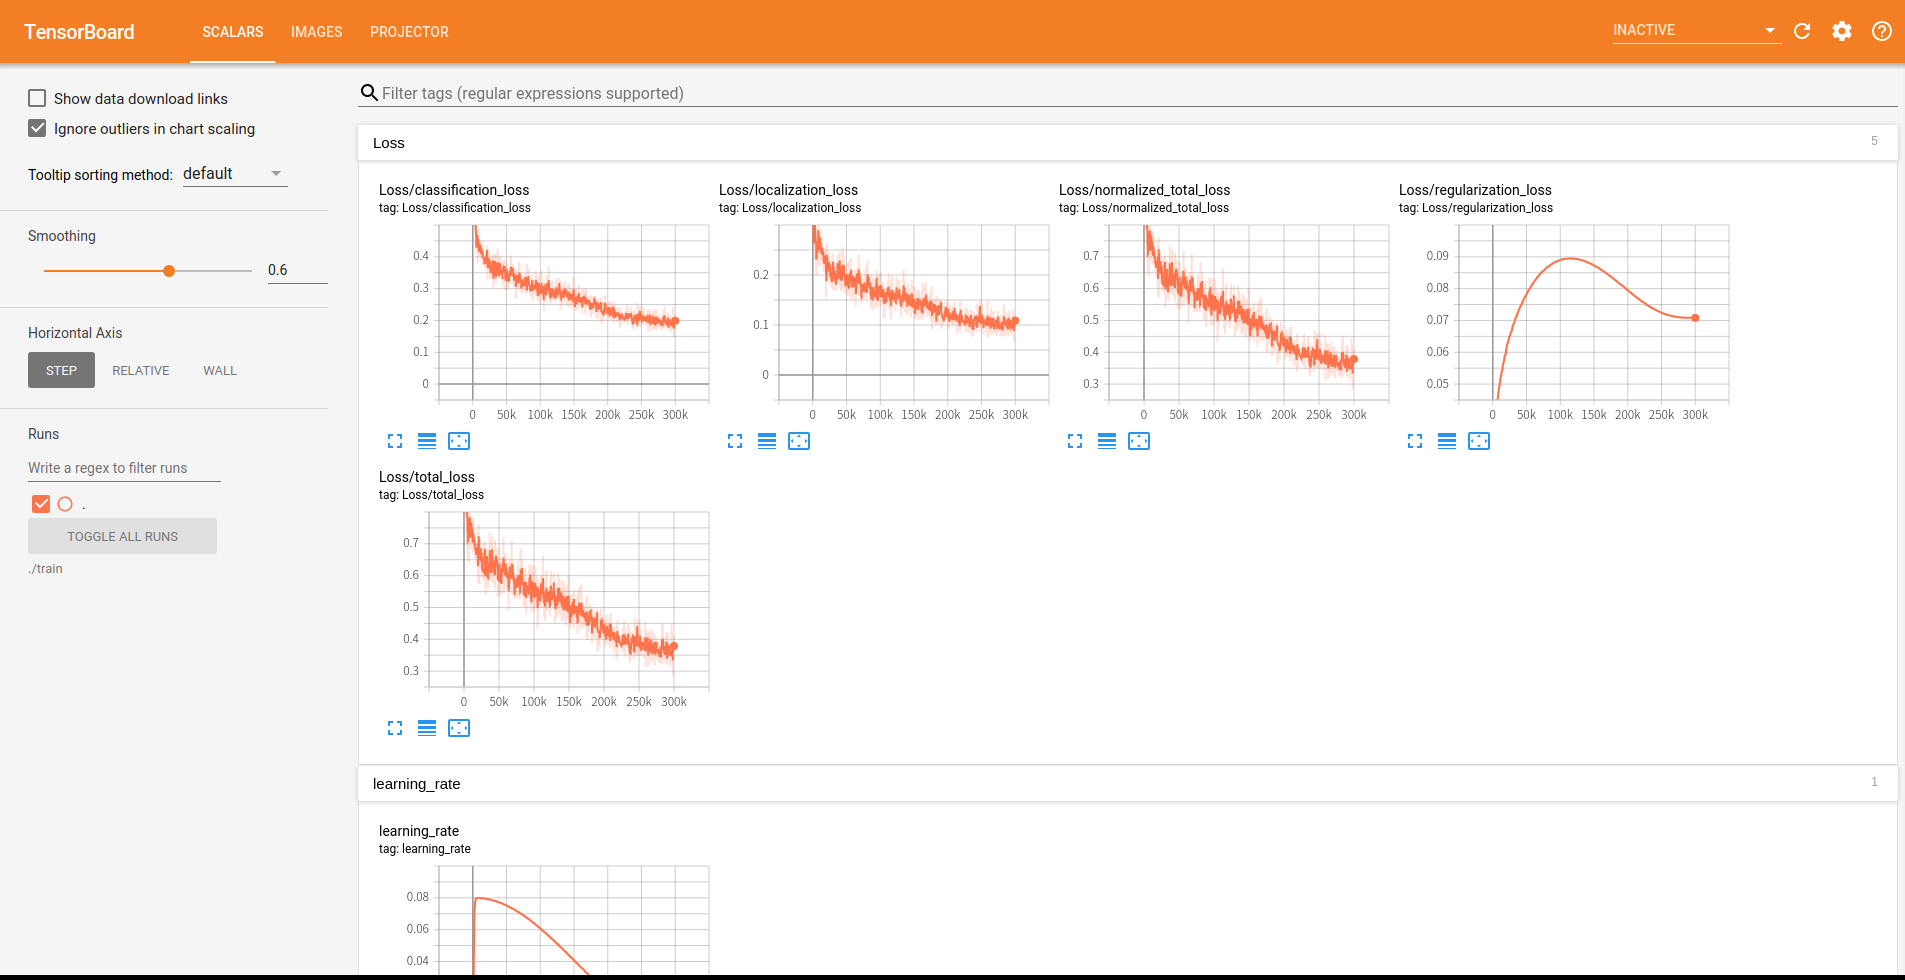 TensorBoard
SCALARS
IMAGES
PROJECTOR
INACTIVE
Show data download links
Ignore outliers in chart scaling
Tooltip sorting method: default
Smoothing
0.6
Horizontal Axis
STEP
RELATIVE
WALL
Runs
Write a regex to filter runs
.
TOGGLE ALL RUNS
./train
Filter tags (regular expressions supported)
Loss
5
Loss/classification_loss
tag: Loss/classification_loss
0.4
0.3
0.2
0.1
0
0 50k 100k 150k 200k 250k 300k
Loss/localization_loss
tag: Loss/localization_loss
0.2
0.1
0
0 50k 100k 150k 200k 250k 300k
Loss/normalized_total_loss
tag: Loss/normalized_total_loss
0.7
0.6
0.5
0.4
0.3
0 50k 100k 150k 200k 250k 300k
Loss/regularization_loss
tag: Loss/regularization_loss
0.09
0.08
0.07
0.06
0.05
0 50k 100k 150k 200k 250k 300k
Loss/total_loss
tag: Loss/total_loss
0.7
0.6
0.5
0.4
0.3
0 50k 100k 150k 200k 250k 300k
learning_rate
1
learning_rate
tag: learning_rate
0.08
0.06
0.04